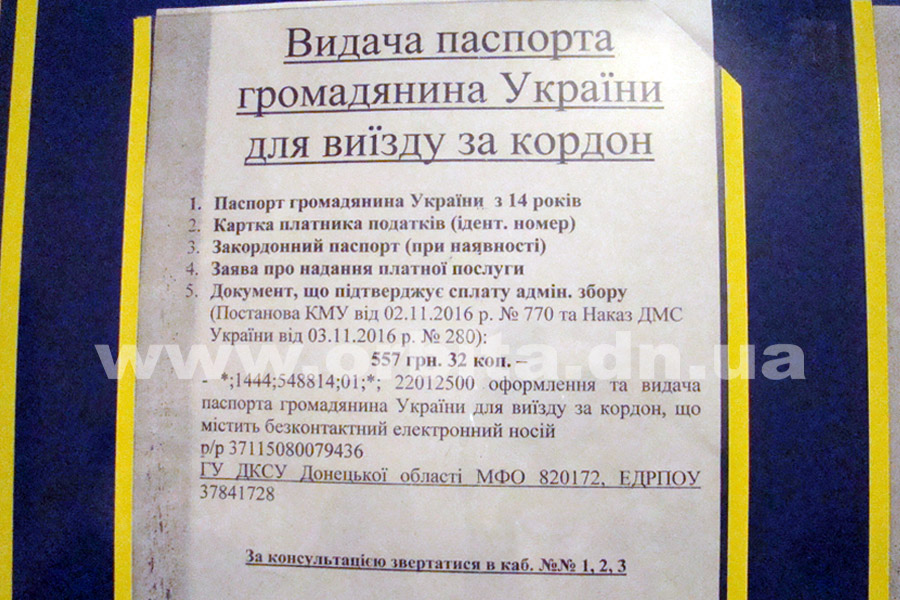 Видача паспорта
громадянина України
для виїзду за кордон
1. Паспорт громадянина України з 14 років
2. Картка платника податків (ідент. номер)
3. Закордонний паспорт (при наявності)
4. Заява про надання платної послуги
5. Документ, що підтверджує сплату адмін. збору
(Постанова КМУ від 02.11.2016 р. № 770 та Наказ ДМС
України від 03.11.2016 р. № 280):
557 грн. 32 коп. –
- *;1444;548814;01;*; 22012500 оформлення та видача
паспорта громадянина України для виїзду за кордон, що
містить безконтактний електронний носій
р/р 37115080079436
ГУ ДКСУ Донецької області МФО 820172, ЕДРПОУ
37841728
За консультацією звертатися в каб. №№ 1, 2, 3